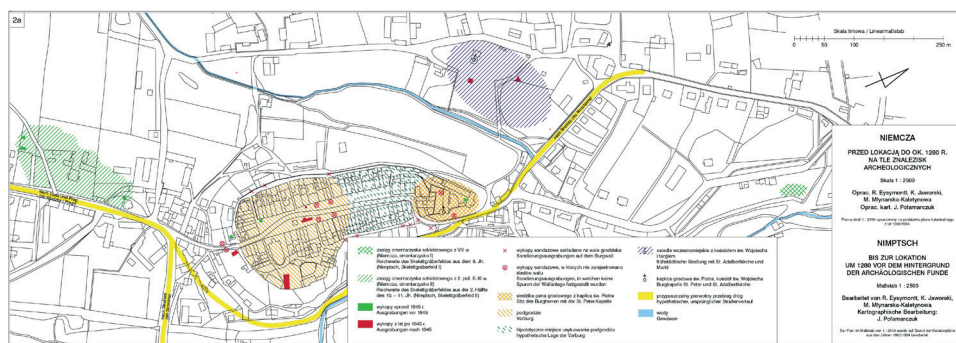 2a
Skala liniowa / Linearmaßstab
0 50 100 250 m
NIEMCZA
PRZED LOKACJĄ DO OK. 1280 R.
NA TLE ZNALEZISK
ARCHEOLOGICZNYCH
Skala 1 : 2509
Oprac. R. Eysymontt, K. Jaworski,
M. Młynarska-Kaletynowa
Oprac. kart. J. Połamarczuk
NIMPTSCH
BIS ZUR LOKATION
UM 1280 VOR DEM HINTERGRUND
DER ARCHÄOLOGISCHEN FUNDE
Maßstab 1 : 2509
Bearbeitet von R. Eysymontt, K. Jaworski,
M. Młynarska-Kaletynowa
Kartographische Bearbeitung:
J. Połamarczuk
zasięg cmentarzyska szkieletowego z VIII w.
(Niemcza, cmentarzysko I)
Reichweite des Skelettgräberfeldes aus dem 8. Jh.
(Nimptsch, Skelettgräberfeld I)
zasięg cmentarzyska szkieletowego z 2. poł. X-XI w.
(Niemcza, cmentarzysko II)
Reichweite des Skelettgräberfeldes aus der 2. Hälfte
des 10. – 11. Jh. (Nimptsch, Skelettgräberfeld II)
wykopy sprzed 1945 r.
Ausgrabungen vor 1945
wykopy z lat po 1945 r.
Ausgrabungen nach 1945
wykopy sondażowe zakładane na wale grodziska
Sondierungsausgrabungen auf dem Burgwall
wykopy sondażowe, w których nie zarejestrowano
śladów wału
Sondierungsausgrabungen, in welchen keine
Spuren der Wallanlage festgestellt wurden
siedziba pana grodowego z kaplicą św. Piotra
Sitz des Burgherren mit der St. Peter-Kapelle
podgrodzie
Vorburg
hipotetyczne miejsce usytuowania podgrodzia
hypothetische Lage der Vorburg
osiedle wczesnomiejskie z kościołem św. Wojciecha
i targiem
frühstädtische Siedlung mit St. Adalbertkirche und
Markt
kaplica grodowa św. Piotra, kościół św. Wojciecha
Burgkapelle St. Peter und St. Adalbertkirche
przypuszczalny pierwotny przebieg dróg
hypothetischer, ursprünglicher Straßenverlauf
wody
Gewässer